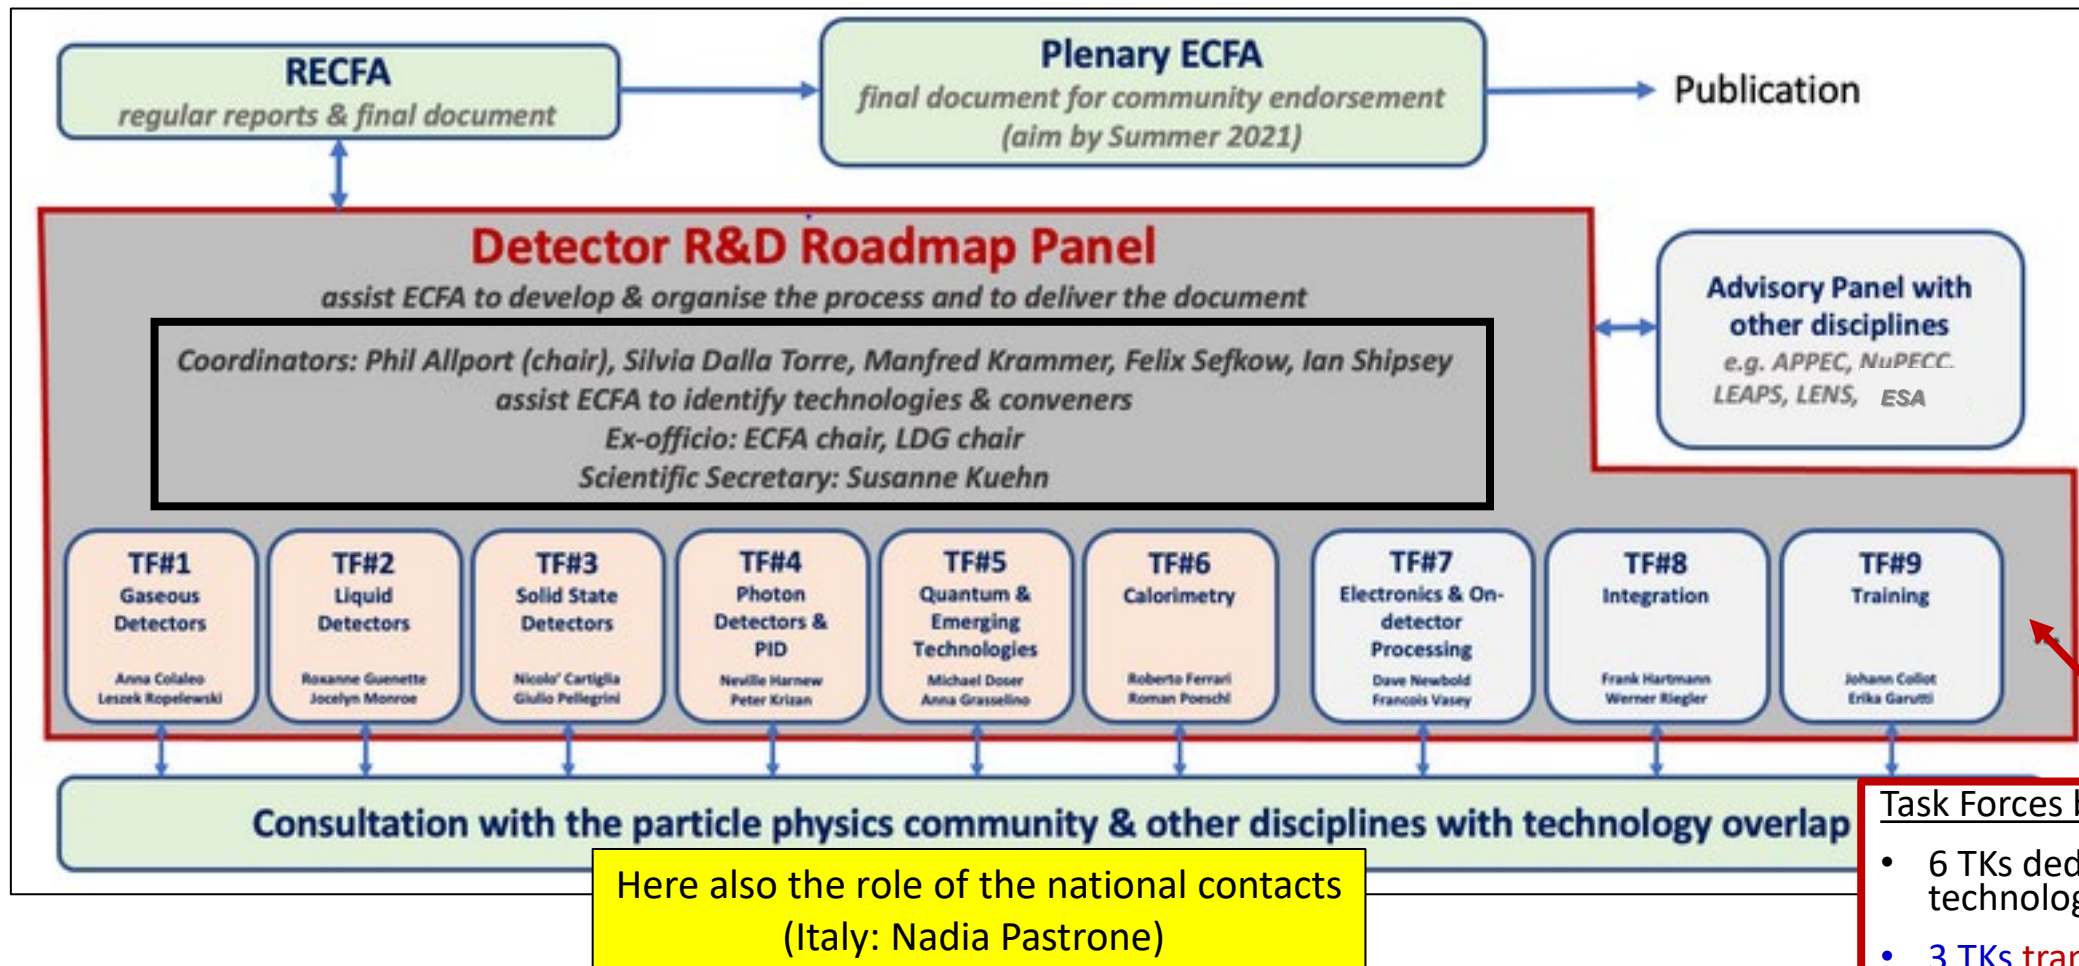 RECFA
regular reports & final document
Plenary ECFA
final document for community endorsement
(aim by Summer 2021)
Publication
Detector R&D Roadmap Panel
assist ECFA to develop & organise the process and to deliver the document
Coordinators: Phil Allport (chair), Silvia Dalla Torre, Manfred Krammer, Felix Sefkow, Ian Shipsey
assist ECFA to identify technologies & conveners
Ex-officio: ECFA chair, LDG chair
Scientific Secretary: Susanne Kuehn
Advisory Panel with
other disciplines
e.g. APPEC, NuPECC.
LEAPS, LENS, ESA
TF#1
Gaseous
Detectors
Anna Colaleo
Leszek Ropelewski
TF#2
Liquid
Detectors
Roxanne Guenette
Jocelyn Monroe
TF#3
Solid State
Detectors
Nicolo' Cartiglia
Giulio Pellegrini
TF#4
Photon
Detectors &
PID
Neville Harnew
Peter Krizan
TF#5
Quantum &
Emerging
Technologies
Michael Doser
Anna Grasselino
TF#6
Calorimetry
Roberto Ferrari
Roman Poeschl
TF#7
Electronics & On-
detector
Processing
Dave Newbold
Francois Vasey
TF#8
Integration
Frank Hartmann
Werner Riegler
TF#9
Training
Johann Collot
Erika Garutti
Consultation with the particle physics community & other disciplines with technology overlap
Here also the role of the national contacts
(Italy: Nadia Pastrone)
Task Forces
• 6 TKs
• 3 TKs